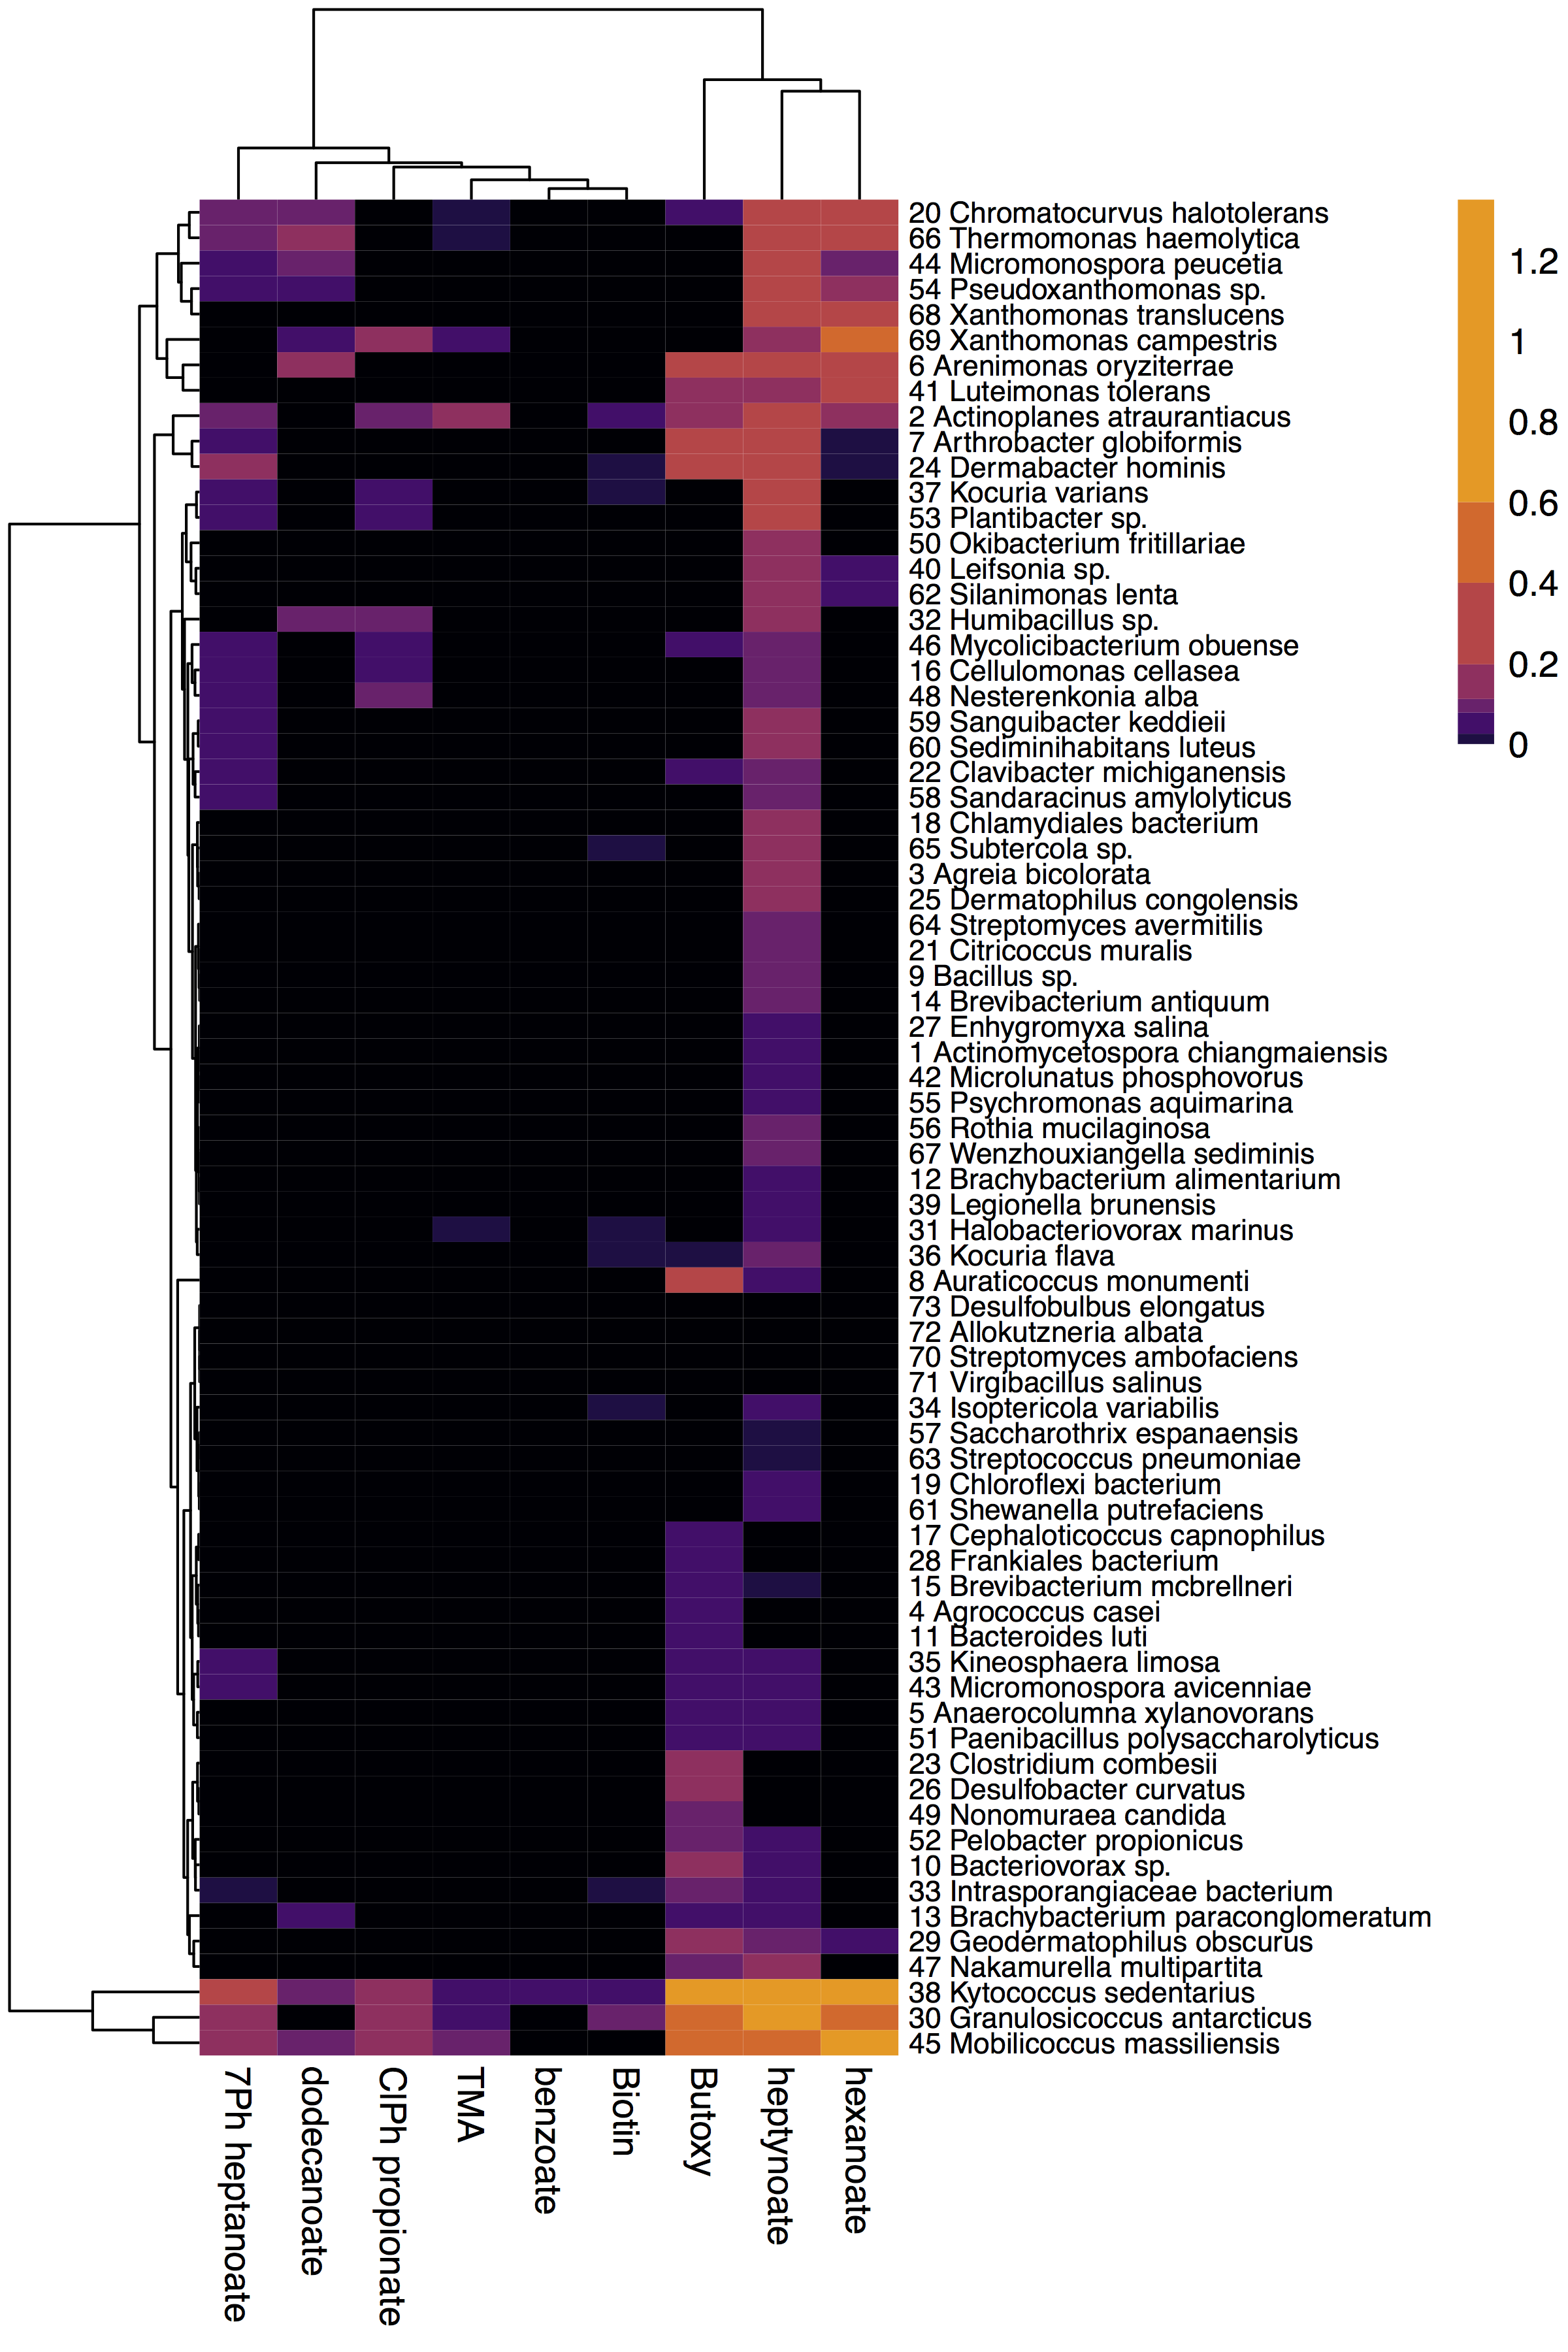 20 Chromatocurvus halotolerans
66 Thermomonas haemolytica
44 Micromonospora peucetia
54 Pseudoxanthomonas sp.
68 Xanthomonas translucens
69 Xanthomonas campestris
6 Arenimonas oryziterrae
41 Luteimonas tolerans
2 Actinoplanes atraurantiacus
7 Arthrobacter globiformis
24 Dermabacter hominis
37 Kocuria varians
53 Plantibacter sp.
50 Okibacterium fritillariae
40 Leifsonia sp.
62 Silanimonas lenta
32 Humibacillus sp.
46 Mycolicibacterium obuense
16 Cellulomonas cellasea
48 Nesterenkonia alba
59 Sanguibacter keddieii
60 Sediminihabitans luteus
22 Clavibacter michiganensis
58 Sandaracinus amylolyticus
18 Chlamydiales bacterium
65 Subtercola sp.
3 Agreia bicolorata
25 Dermatophilus congolensis
64 Streptomyces avermitilis
21 Citricoccus muralis
9 Bacillus sp.
14 Brevibacterium antiquum
27 Enhygromyxa salina
1 Actinomycetospora chiangmaiensis
42 Microlunatus phosphovorus
55 Psychromonas aquimarina
56 Rothia mucilaginosa
67 Wenzhouxiangella sediminis
12 Brachybacterium alimentarium
39 Legionella brunensis
31 Halobacteriovorax marinus
36 Kocuria flava
8 Auraticoccus monumenti
73 Desulfobulbus elongatus
72 Allokutzneria albata
70 Streptomyces ambofaciens
71 Virgibacillus salinus
34 Isoptericola variabilis
57 Saccharothrix espanaensis
63 Streptococcus pneumoniae
19 Chloroflexi bacterium
61 Shewanella putrefaciens
17 Cephaloticoccus capnophilus
28 Frankiales bacterium
15 Brevibacterium mcbrellneri
4 Agrococcus casei
11 Bacteroides luti
35 Kineosphaera limosa
43 Micromonospora avicenniae
5 Anaerocolumna xylanovorans
51 Paenibacillus polysaccharolyticus
23 Clostridium combesii
26 Desulfobacter curvatus
49 Nonomuraea candida
52 Pelobacter propionicus
10 Bacteriovorax sp.
33 Intrasporangiaceae bacterium
13 Brachybacterium paraconglomeratum
29 Geodermatophilus obscurus
47 Nakamurella multipartita
38 Kytococcus sedentarius
30 Granulosicoccus antarcticus
45 Mobilicoccus massiliensis
1.2
1
0.8
0.6
0.4
0.2
0
7Ph heptanoate
dodecanoate
ClPh propionate
TMA
benzoate
Biotin
Butoxy
heptynoate
hexanoate